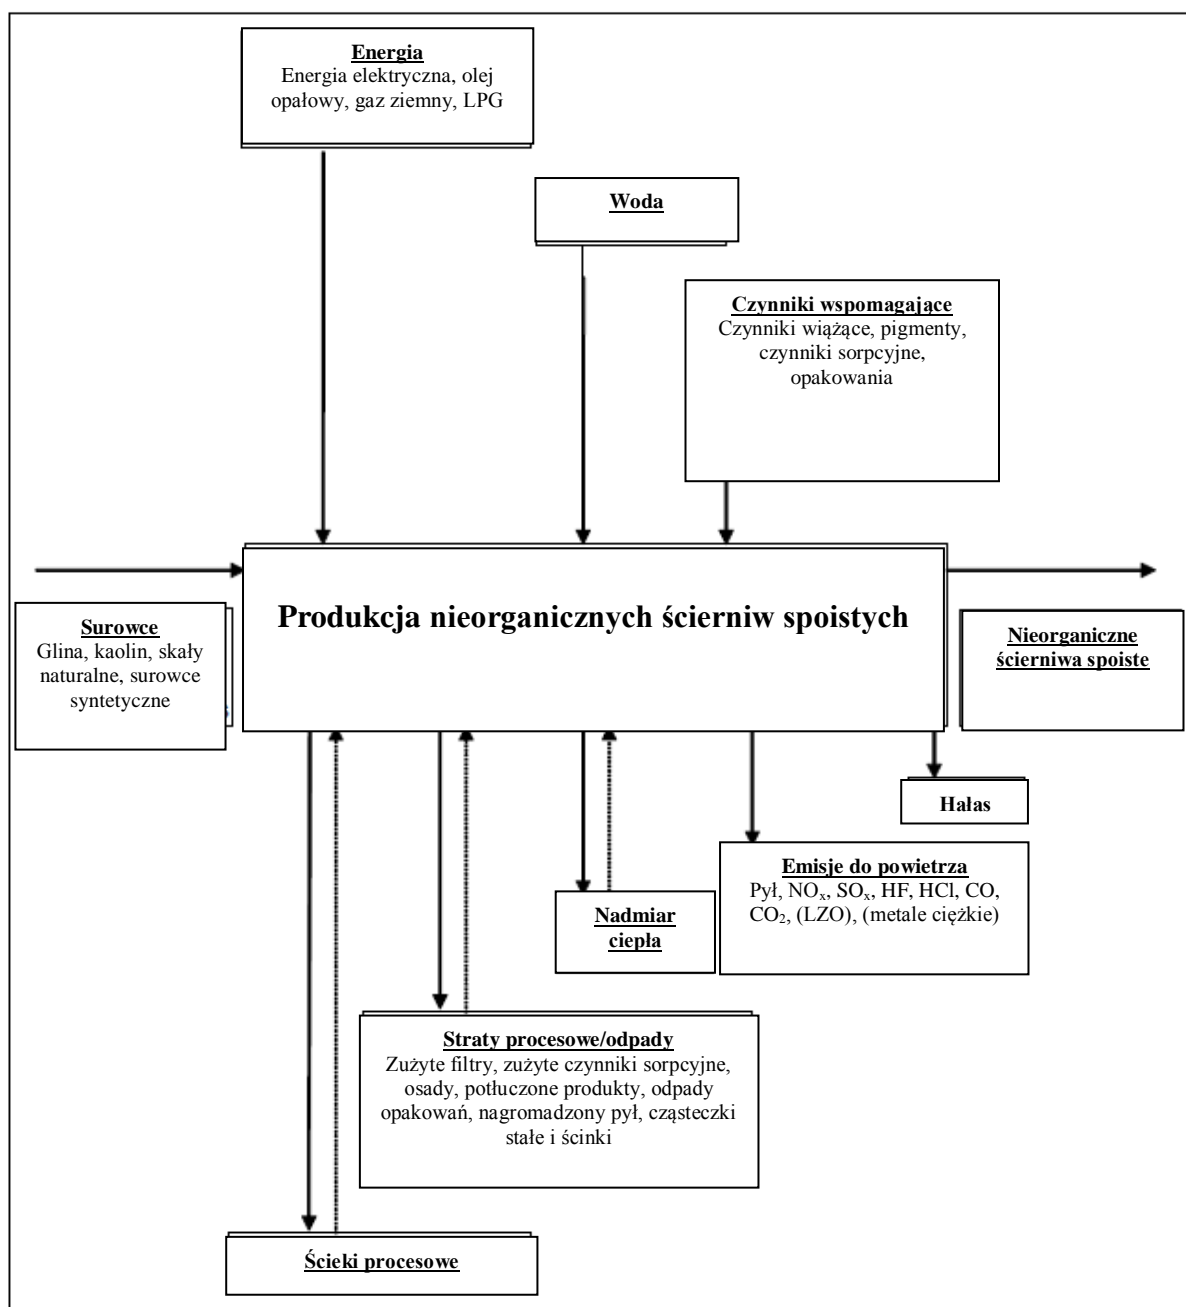 Energia
Energia elektryczna, olej
opałowy, gaz ziemny, LPG
Woda
Czynniki wspomagające
Czynniki wiążące, pigmenty,
czynniki sorpcyjne,
opakowania
Produkcja nieorganicznych ścierniw spoistych
Surowce
Glina, kaolin, skały
naturalne, surowce
syntetyczne
Nieorganiczne
ścierniwa spoiste
Hałas
Emisje do powietrza
Pył, NOx, SOx, HF, HCl, CO,
CO2, (LZO), (metale ciężkie)
Nadmiar
ciepła
Straty procesowe/odpady
Zużyte filtry, zużyte czynniki sorpcyjne,
osady, potłuczone produkty, odpady
opakowań, nagromadzony pył, cząsteczki
stałe i ścinki
Ścieki procesowe